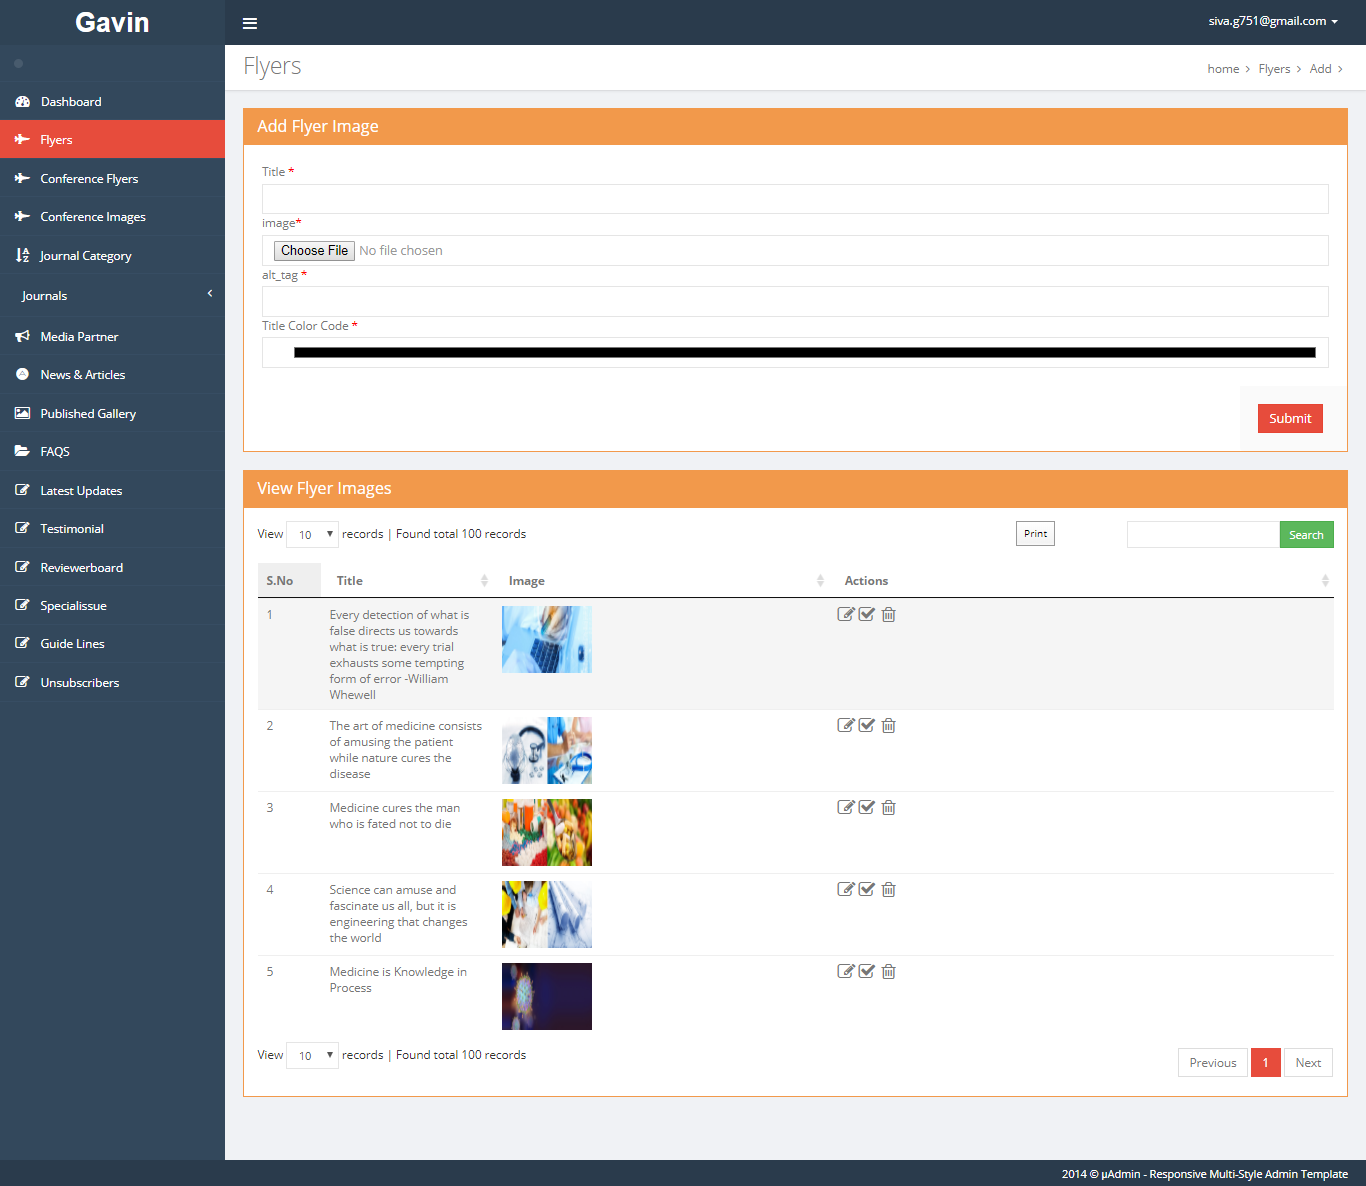 Gavin
siva.g751@gmail.com
Flyers
home > Flyers > Add >
Dashboard
Flyers
Conference Flyers
Conference Images
Journal Category
Journals
Media Partner
News & Articles
Published Gallery
FAQS
Latest Updates
Testimonial
Reviewerboard
Specialissue
Guide Lines
Unsubscribers
Add Flyer Image
Title *
image*
Choose File No file chosen
alt_tag *
Title Color Code *
Submit
View Flyer Images
View 10 records | Found total 100 records
Print
Search
S.No Title Image Actions
1 Every detection of what is
false directs us towards
what is true: every trial
exhausts some tempting
form of error -William
Whewell
2 The art of medicine consists
of amusing the patient
while nature cures the
disease
3 Medicine cures the man
who is fated not to die
4 Science can amuse and
fascinate us all, but it is
engineering that changes
the world
5 Medicine is Knowledge in
Process
View 10 records | Found total 100 records
Previous 1 Next
2014 © µAdmin - Responsive Multi-Style Admin Template